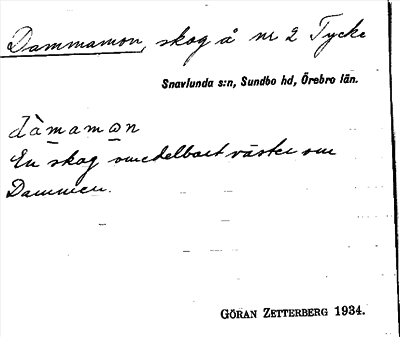 Dammamon, skog å nr 2 Tycke
Snavlunda s:n, Sundbo hd, Örebro län.
dàmamɷn
En skog omedelbart väster om
Dammen.
GÖRAN ZETTERBERG 1934.